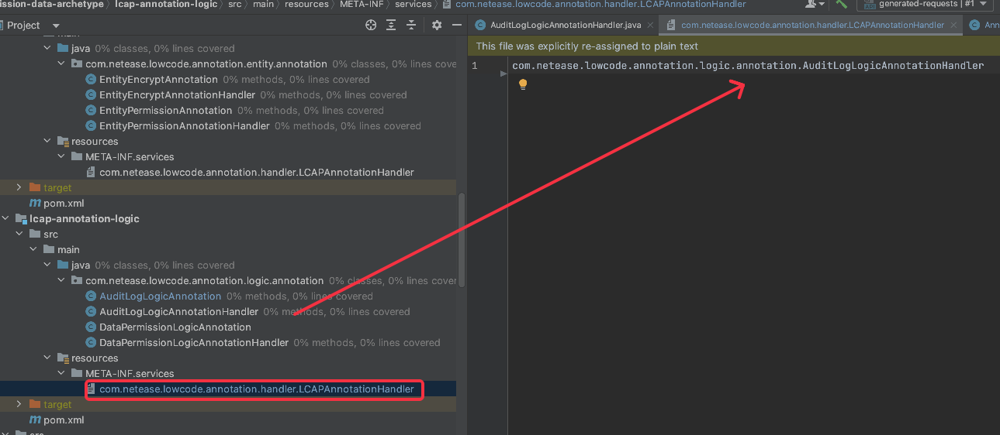 ission-data-archetype 〉 lcap-annotation-logic 〉 src 〉 main 〉 resources 〉 META-INF 〉 services 〉 com.netease.lowcode.annotation.handler.LCAPAnnotationHandler
generated-requests | #1
Project
AuditLogLogicAnnotationHandler.java
com.netease.lowcode.annotation.handler.LCAPAnnotationHandler
Ann
This file was explicitly re-assigned to plain text
1 com.netease.lowcode.annotation.logic.annotation.AuditLogLogicAnnotationHandler
main
java 0% classes, 0% lines covered
com.netease.lowcode.annotation.entity.annotation 0% classes, 0% lines covered
EntityEncryptAnnotation 0% methods, 0% lines covered
EntityEncryptAnnotationHandler 0% methods, 0% lines covered
EntityPermissionAnnotation 0% methods, 0% lines covered
EntityPermissionAnnotationHandler 0% methods, 0% lines covered
resources
META-INF.services
com.netease.lowcode.annotation.handler.LCAPAnnotationHandler
target
pom.xml
lcap-annotation-logic
src
main
java 0% classes, 0% lines covered
com.netease.lowcode.annotation.logic.annotation 0% classes, 0% lines cover
AuditLogLogicAnnotation 0% methods, 0% lines covered
AuditLogLogicAnnotationHandler 0% methods, 0% lines covered
DataPermissionLogicAnnotation
DataPermissionLogicAnnotationHandler 0% methods, 0% lines covered
resources
META-INF.services
com.netease.lowcode.annotation.handler.LCAPAnnotationHandler
target
pom.xml
src